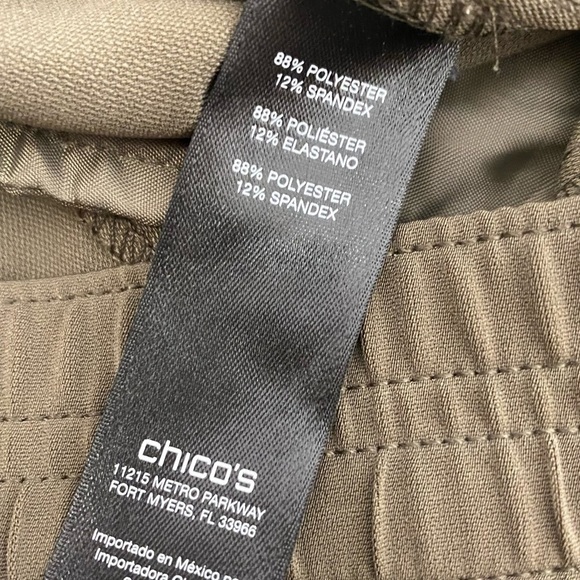 88% POLYESTER
12% SPANDEX
88% POLIÉSTER
12% ELASTANO
88% POLYESTER
12% SPANDEX
chico's
11215 METRO PARKWAY
FORT MYERS, FL 33966
Importado en México
Importadora